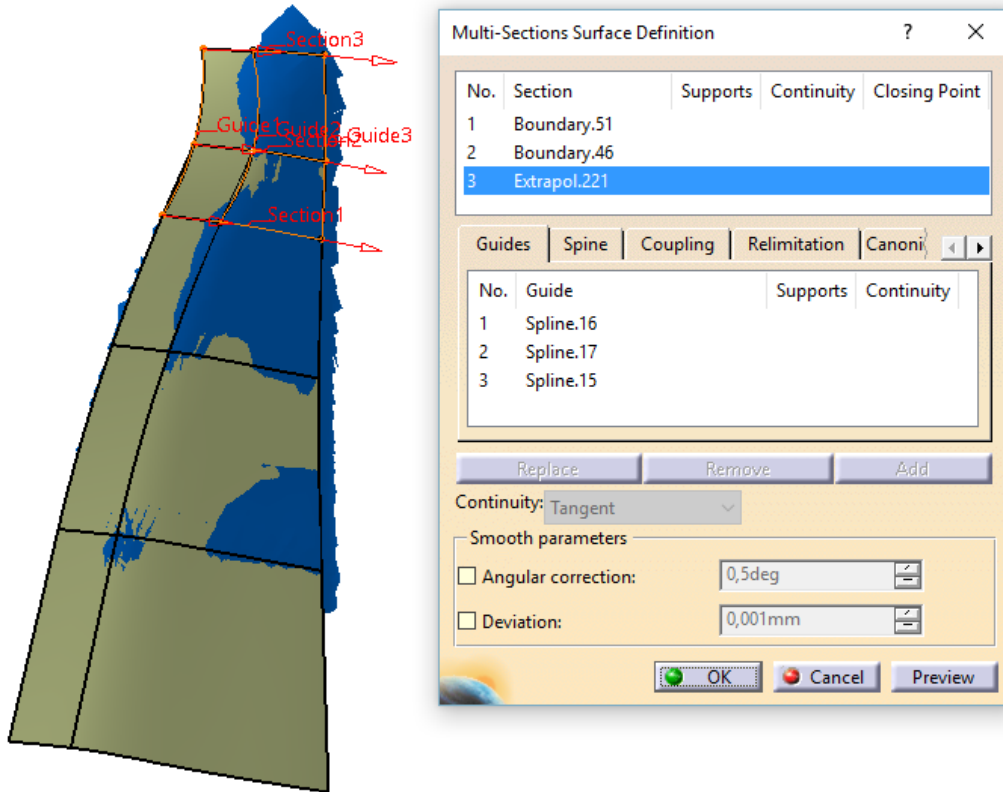 Section3
Guide1
Guide2
Guide3
Section2
Section1
Multi-Sections Surface Definition ? ×
No. Section Supports Continuity Closing Point
1 Boundary.51
2 Boundary.46
3 Extrapol.221
Guides Spine Coupling Relimitation Canoni
No. Guide Supports Continuity
1 Spline.16
2 Spline.17
3 Spline.15
Replace Remove Add
Continuity: Tangent
Smooth parameters
Angular correction: 0,5deg
Deviation: 0,001mm
OK Cancel Preview